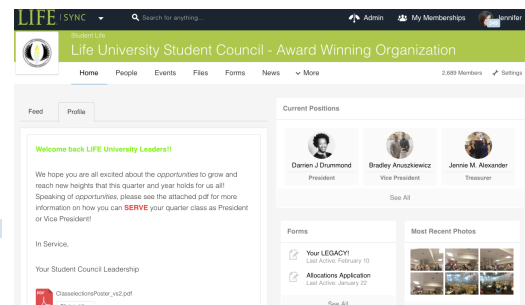 LIFE SYNC
Search for anything...
Admin
My Memberships
Jennifer
Student Life
Life University Student Council - Award Winning Organization
Home People Events Files Forms News More
2,689 Members Settings
Feed Profile
Welcome back LIFE University Leaders!!
We hope you are all excited about the opportunities to grow and
reach new heights that this quarter and year holds for us all!
Speaking of opportunities, please see the attached pdf for more
information on how you can SERVE your quarter class as President
or Vice President!
In Service,
Your Student Council Leadership
ClasselectionsPoster_vs2.pdf
Current Positions
Darrien J Drummond
President
Bradley Anuszkiewicz
Vice President
Jennie M. Alexander
Treasurer
See All
Forms
Your LEGACY!
Last Active: February 10
Allocations Application
Last Active: January 22
See All
Most Recent Photos